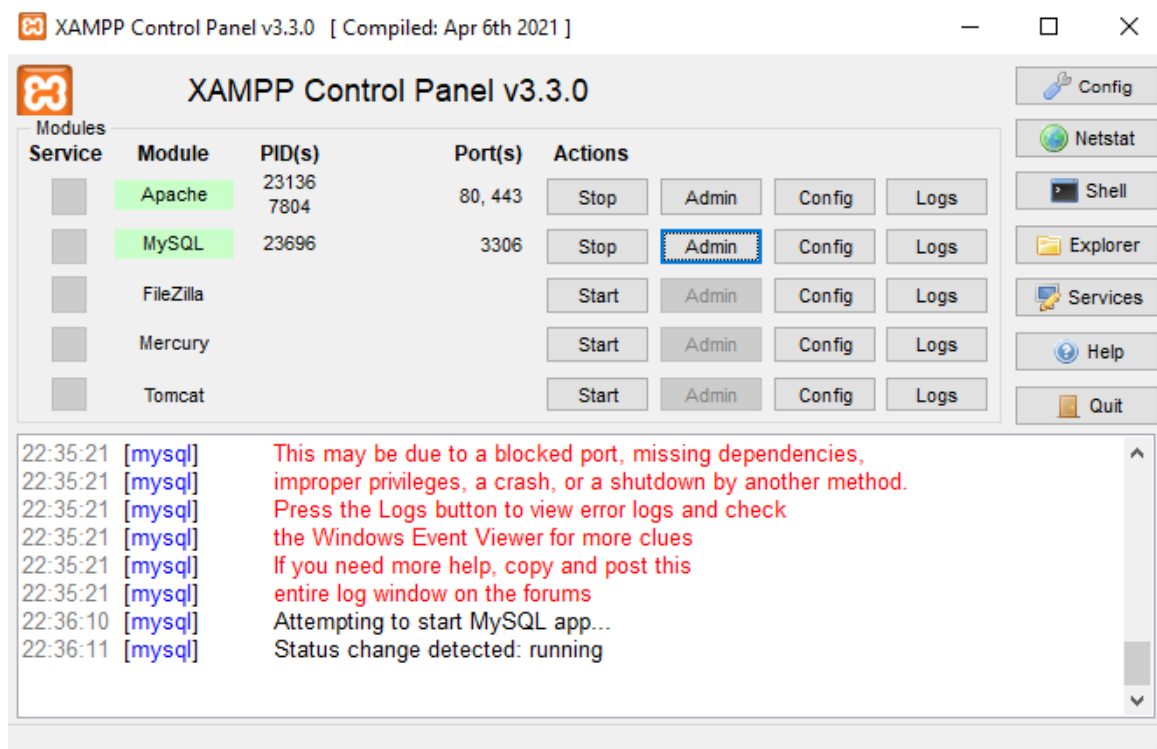 XAMPP Control Panel v3.3.0 [ Compiled: Apr 6th 2021 ]
XAMPP Control Panel v3.3.0
Config
Modules
Netstat
Service Module PID(s) Port(s) Actions
Apache 23136 7804 80, 443 Stop Admin Config Logs
Shell
MySQL 23696 3306 Stop Admin Config Logs
Explorer
FileZilla Start Admin Config Logs
Services
Mercury Start Admin Config Logs
Help
Tomcat Start Admin Config Logs
Quit
22:35:21 [mysql] This may be due to a blocked port, missing dependencies,
22:35:21 [mysql] improper privileges, a crash, or a shutdown by another method.
22:35:21 [mysql] Press the Logs button to view error logs and check
22:35:21 [mysql] the Windows Event Viewer for more clues
22:35:21 [mysql] If you need more help, copy and post this
22:35:21 [mysql] entire log window on the forums
22:36:10 [mysql] Attempting to start MySQL app...
22:36:11 [mysql] Status change detected: running